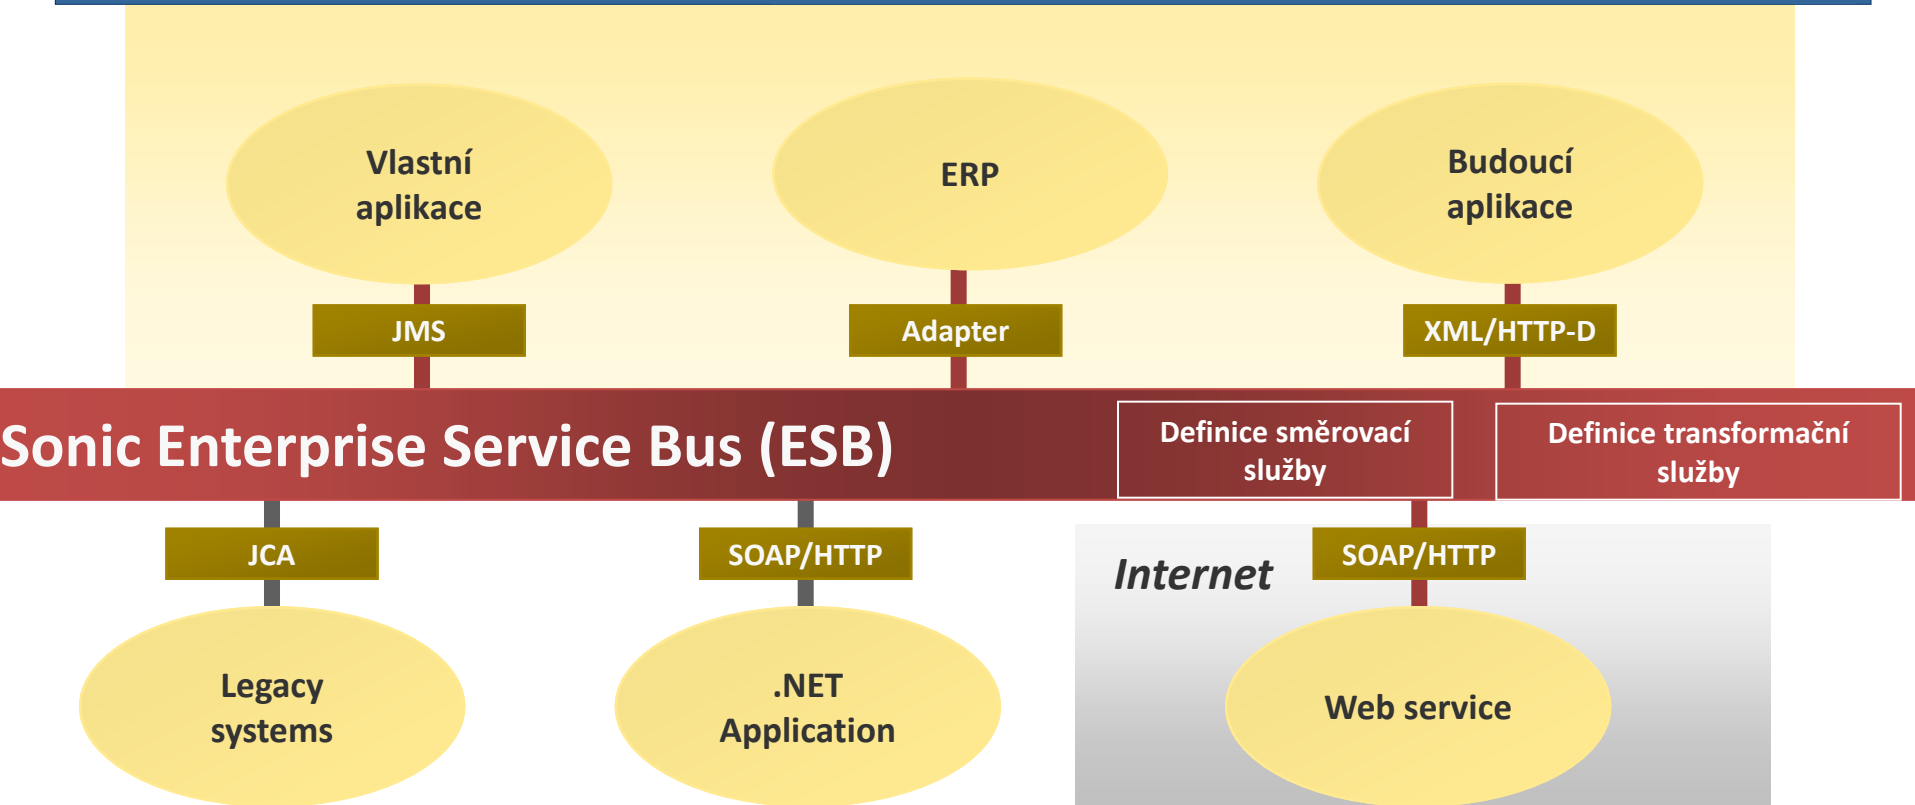 Vlastní
aplikace
ERP
Budoucí
aplikace
JMS
Adapter
XML/HTTP-D
Sonic Enterprise Service Bus (ESB)
Definice směrovací
služby
Definice transformační
služby
JCA
SOAP/HTTP
Internet
SOAP/HTTP
Legacy
systems
.NET
Application
Web service